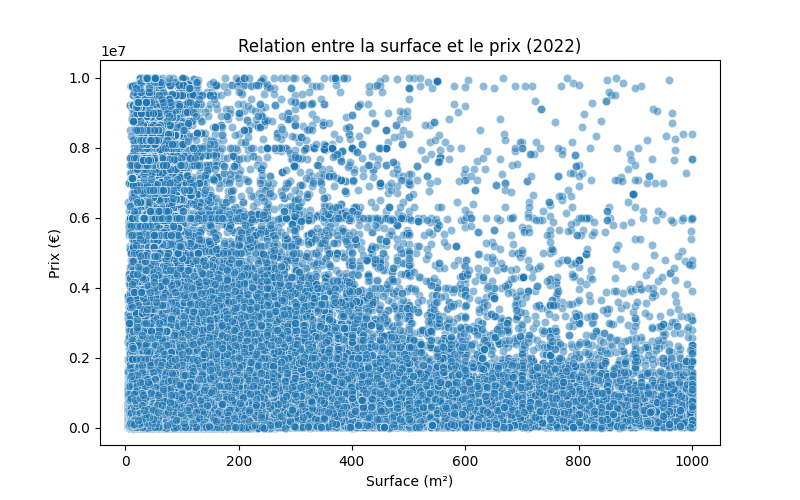 Relation entre la surface et le prix (2022)
1e7
1.0
0.8
0.6
0.4
0.2
0.0
Prix (€)
0 200 400 600 800 1000
Surface (m²)